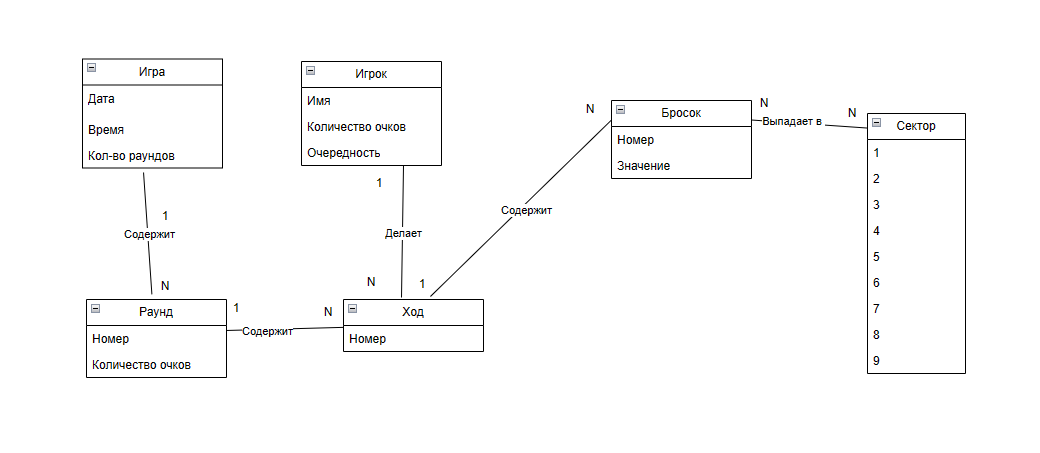 Игра
Дата
Время
Кол-во раундов
Игрок
Имя
Количество очков
Очередность
Бросок
Номер
Значение
Сектор
1
2
3
4
5
6
7
8
9
N
N
Выпадает в
N
1
Содержит
N
1
Делает
N
Содержит
1
Раунд
Номер
Количество очков
1
Содержит
N
Ход
Номер